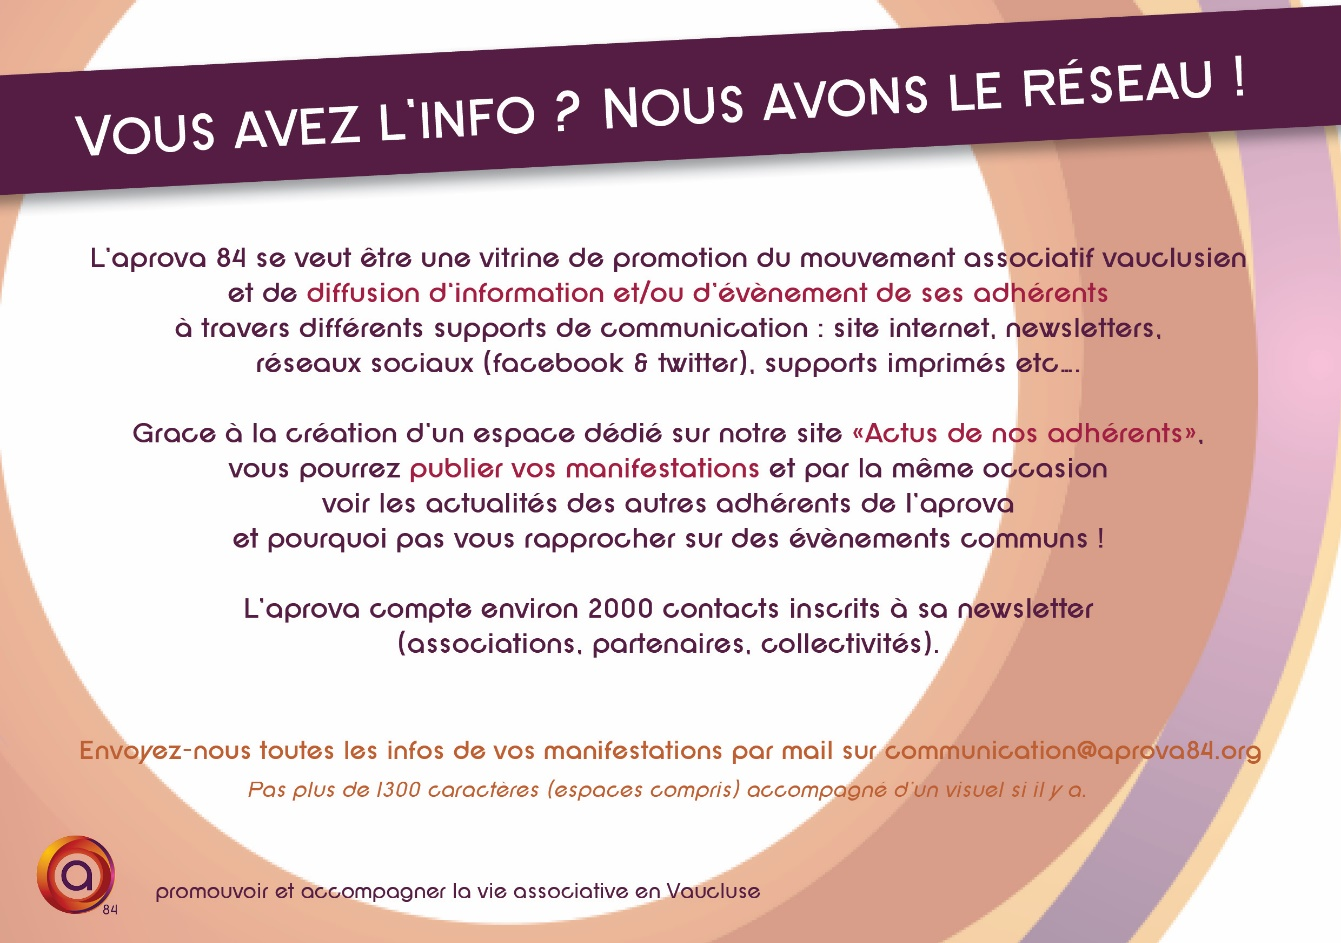 Vous avez l'info ? Nous avons le réseau !
L'aprova 84 se veut être une vitrine de promotion du mouvement associatif vauclusien
et de diffusion d'information et/ou d'évènement de ses adhérents
à travers différents supports de communication : site internet, newsletters,
réseaux sociaux (facebook & twitter), supports imprimés etc....
Grace à la création d'un espace dédié sur notre site «Actus de nos adhérents»,
vous pourrez publier vos manifestations et par la même occasion
voir les actualités des autres adhérents de l'aprova
et pourquoi pas vous rapprocher sur des évènements communs !
L'aprova compte environ 2000 contacts inscrits à sa newsletter
(associations, partenaires, collectivités).
Envoyez-nous toutes les infos de vos manifestations par mail sur communication@aprova84.org
Pas plus de 1300 caractères (espaces compris) accompagné d'un visuel si il y a.
a
84
promouvoir et accompagner la vie associative en Vaucluse